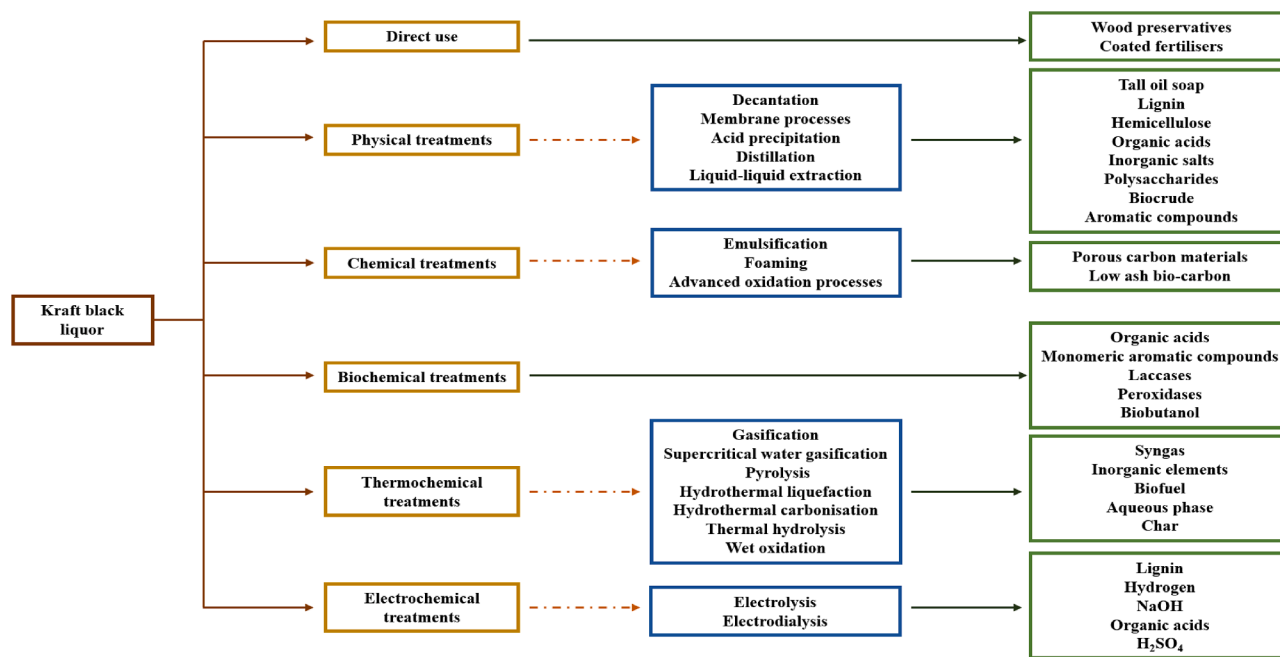 Kraft black
liquor
Direct use
Wood preservatives
Coated fertilisers
Physical treatments
Decantation
Membrane processes
Acid precipitation
Distillation
Liquid-liquid extraction
Tall oil soap
Lignin
Hemicellulose
Organic acids
Inorganic salts
Polysaccharides
Biocrude
Aromatic compounds
Chemical treatments
Emulsification
Foaming
Advanced oxidation processes
Porous carbon materials
Low ash bio-carbon
Biochemical treatments
Organic acids
Monomeric aromatic compounds
Laccases
Peroxidases
Biobutanol
Thermochemical
treatments
Gasification
Supercritical water gasification
Pyrolysis
Hydrothermal liquefaction
Hydrothermal carbonisation
Thermal hydrolysis
Wet oxidation
Syngas
Inorganic elements
Biofuel
Aqueous phase
Char
Electrochemical
treatments
Electrolysis
Electrodialysis
Lignin
Hydrogen
NaOH
Organic acids
H₂SO₄